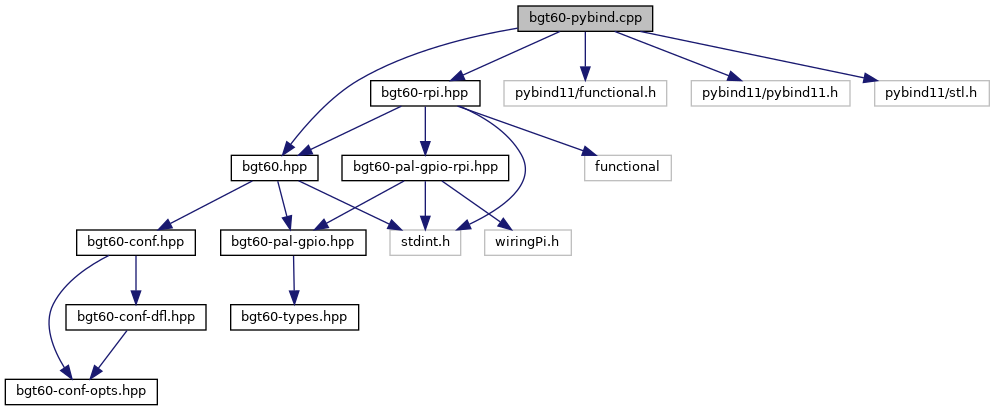 bgt60-pybind.cpp
bgt60-rpi.hpp
pybind11/functional.h
pybind11/pybind11.h
pybind11/stl.h
bgt60.hpp
bgt60-pal-gpio-rpi.hpp
functional
bgt60-conf.hpp
bgt60-pal-gpio.hpp
stdint.h
wiringPi.h
bgt60-conf-dfl.hpp
bgt60-types.hpp
bgt60-conf-opts.hpp